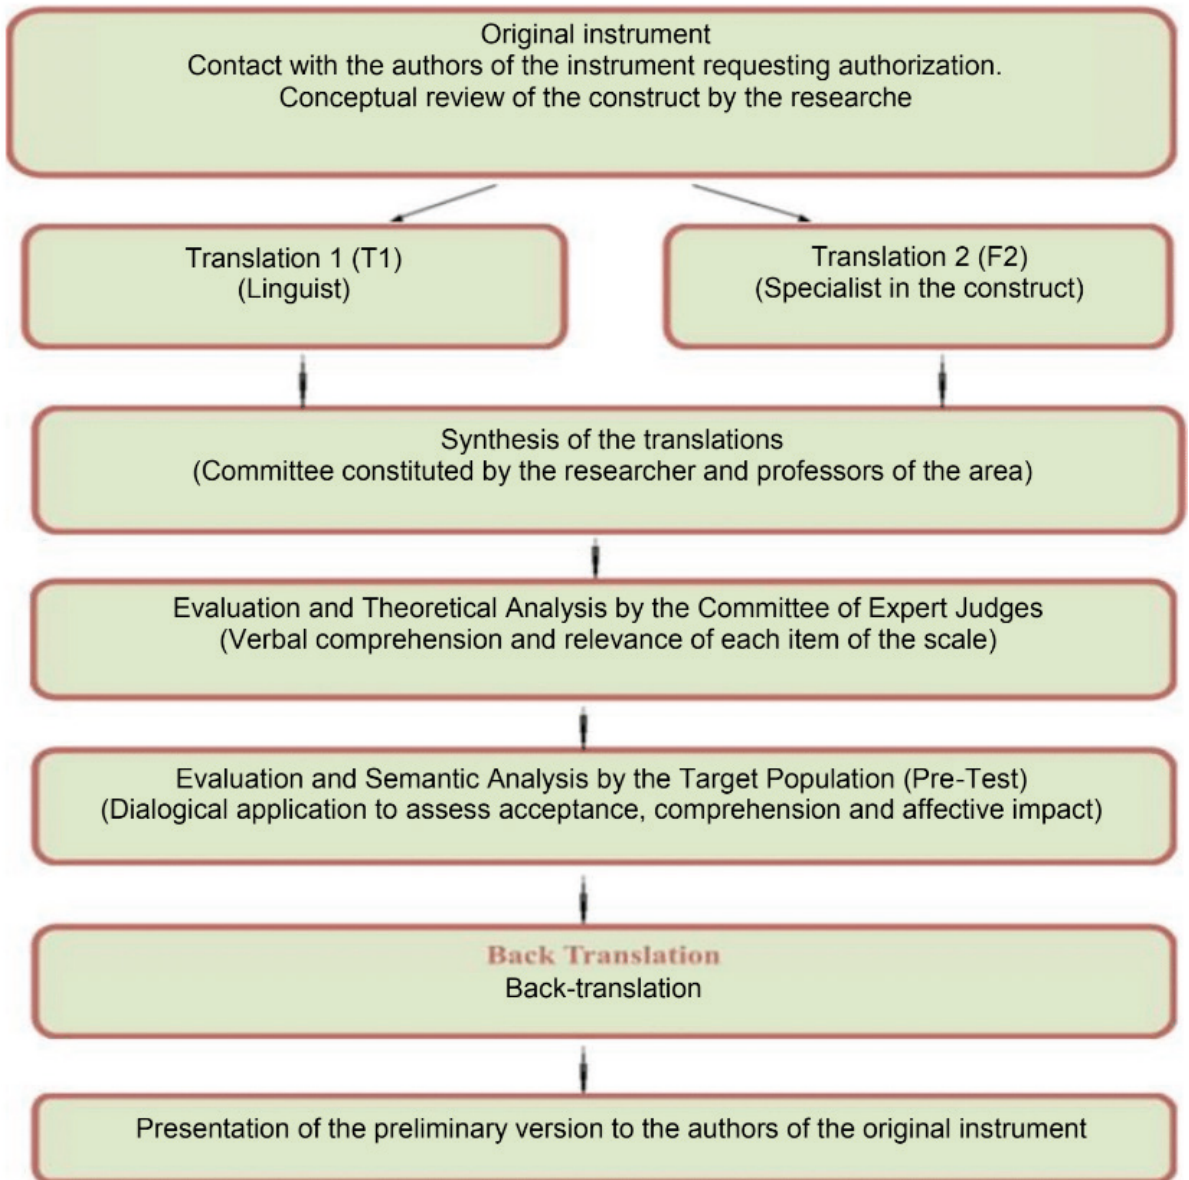 Original instrument
Contact with the authors of the instrument requesting authorization.
Conceptual review of the construct by the researche
Translation 1 (T1)
(Linguist)
Translation 2 (F2)
(Specialist in the construct)
Synthesis of the translations
(Committee constituted by the researcher and professors of the area)
Evaluation and Theoretical Analysis by the Committee of Expert Judges
(Verbal comprehension and relevance of each item of the scale)
Evaluation and Semantic Analysis by the Target Population (Pre-Test)
(Dialogical application to assess acceptance, comprehension and affective impact)
Back Translation
Back-translation
Presentation of the preliminary version to the authors of the original instrument